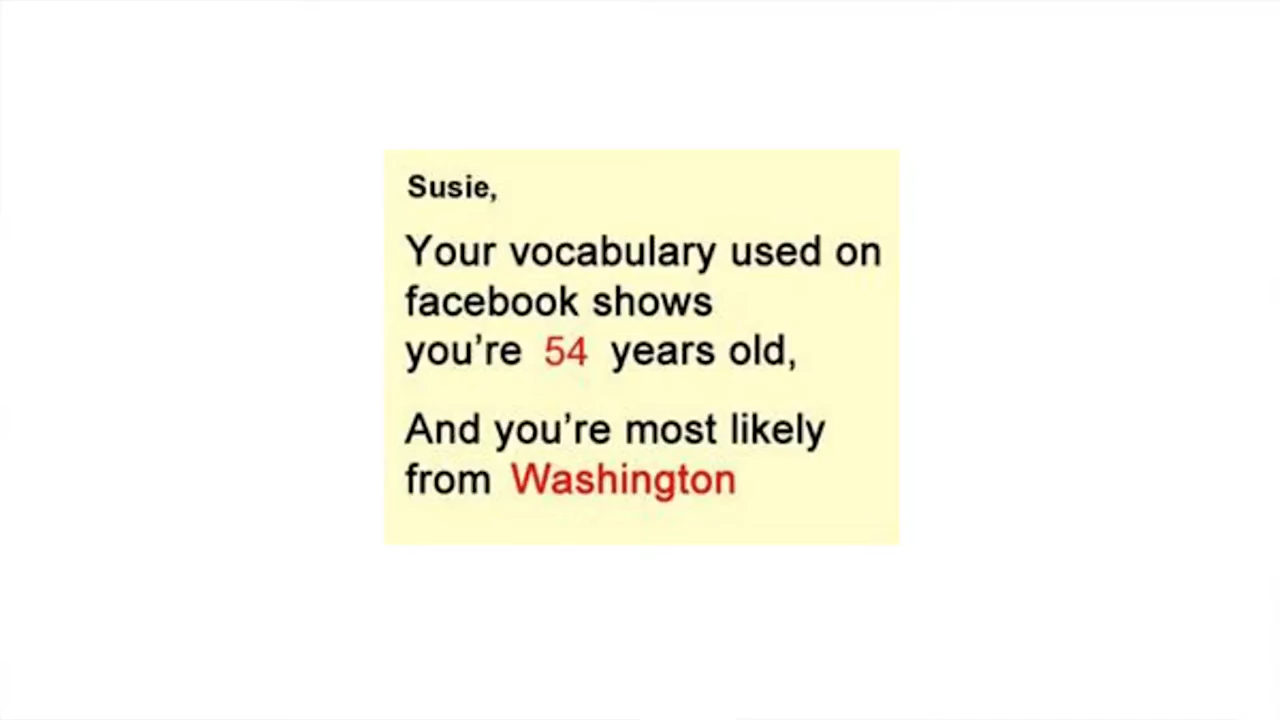 Susie,
Your vocabulary used on
facebook shows
you’re 54 years old,
And you’re most likely
from Washington